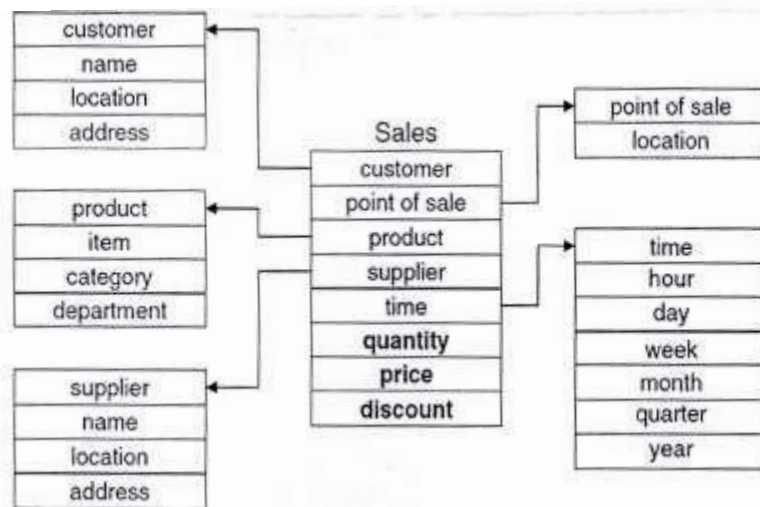 customer
name
location
address
product
item
category
department
supplier
name
location
address
Sales
customer
point of sale
product
supplier
time
quantity
price
discount
point of sale
location
time
hour
day
week
month
quarter
year